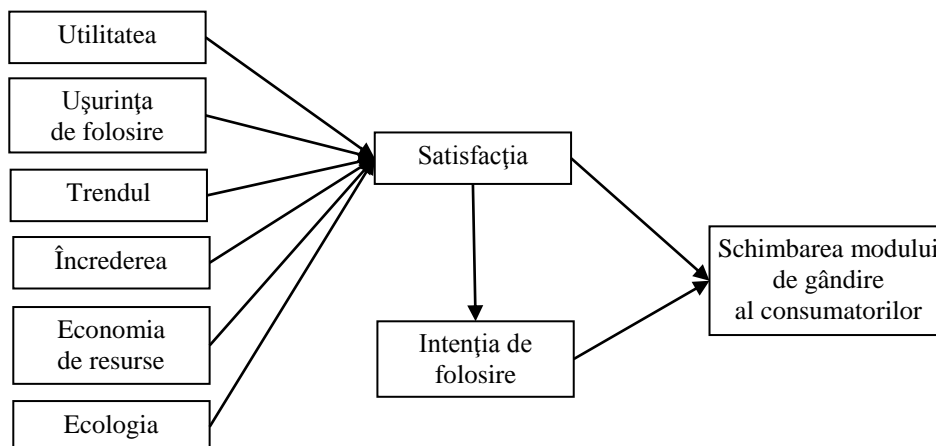 Utilitatea
Uşurinţa
de folosire
Trendul
Încrederea
Economia
de resurse
Ecologia
Satisfacţia
Intenţia de
folosire
Schimbarea modului
de gândire
al consumatorilor